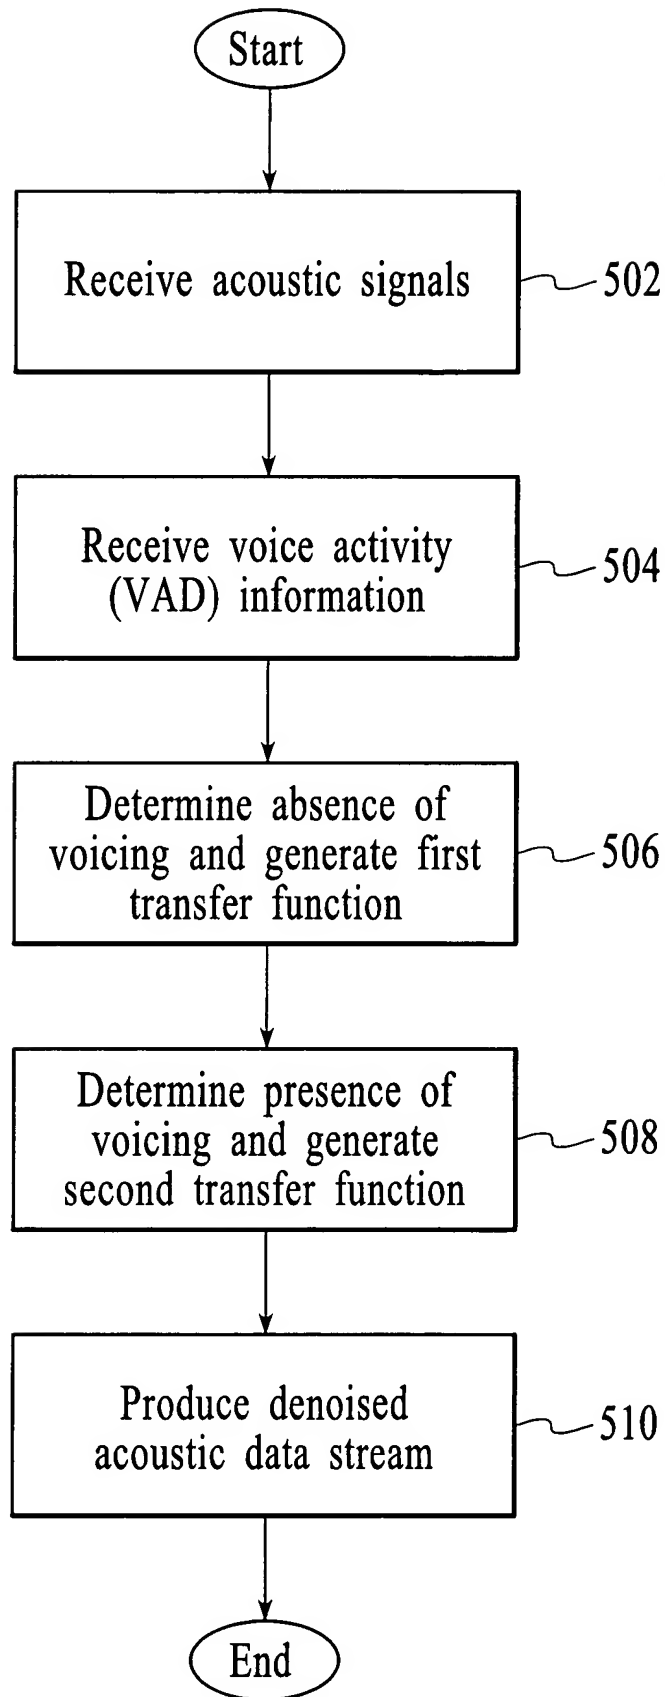 Start
Receive acoustic signals
502
Receive voice activity
(VAD) information
504
Determine absence of
voicing and generate first
transfer function
506
Determine presence of
voicing and generate
second transfer function
508
Produce denoised
acoustic data stream
510
End